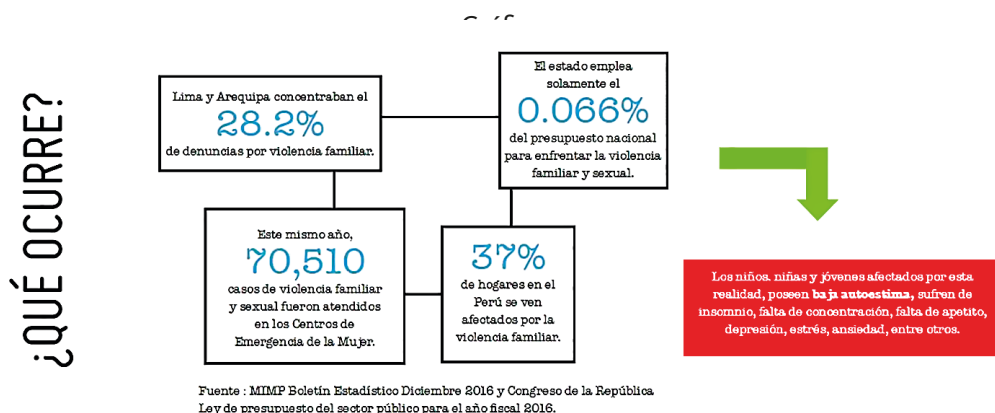 ¿QUÉ OCURRE?
Lima y Arequipa concentraban el
28.2%
de denuncias por violencia familiar.
El estado emplea
solamente el
0.066%
del presupuesto nacional
para enfrentar la violencia
familiar y sexual.
Este mismo año,
70,510
casos de violencia familiar
y sexual fueron atendidos
en los Centros de
Emergencia de la Mujer.
37%
de hogares en el
Perú se ven
afectados por la
violencia familiar.
Los niños. niñas y jóvenes afectados por esta
realidad, poseen baja autoestima, sufren de
insomnio, falta de concentración, falta de apetito,
depresión, estrés, ansiedad, entre otros.
Fuente : MIMP Boletín Estadístico Diciembre 2016 y Congreso de la República
Ley de presupuesto del sector público para el año fiscal 2016.